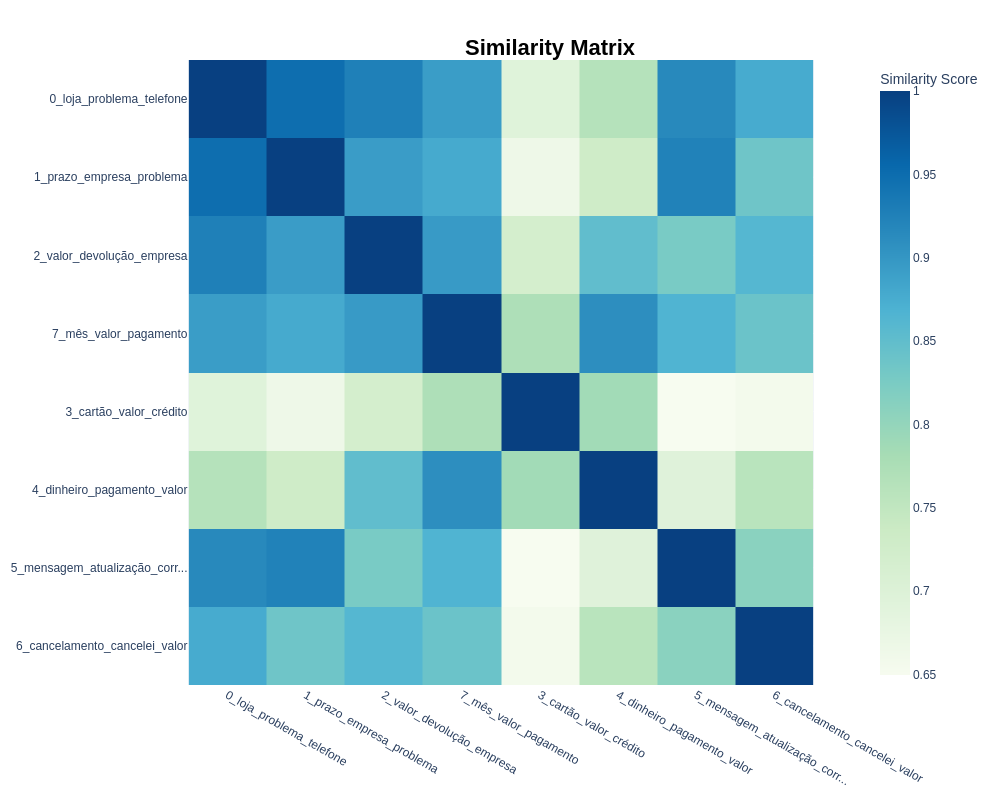 Similarity Matrix
Similarity Score
1
0.95
0.9
0.85
0.8
0.75
0.7
0.65
0_loja_problema_telefone
1_prazo_empresa_problema
2_valor_devolução_empresa
7_mês_valor_pagamento
3_cartão_valor_crédito
4_dinheiro_pagamento_valor
5_mensagem_atualização_corr...
6_cancelamento_cancelei_valor
0_loja_problema_telefone
1_prazo_empresa_problema
2_valor_devolução_empresa
7_mês_valor_pagamento
3_cartão_valor_crédito
4_dinheiro_pagamento_valor
5_mensagem_atualização_corr...
6_cancelamento_cancelei_valor